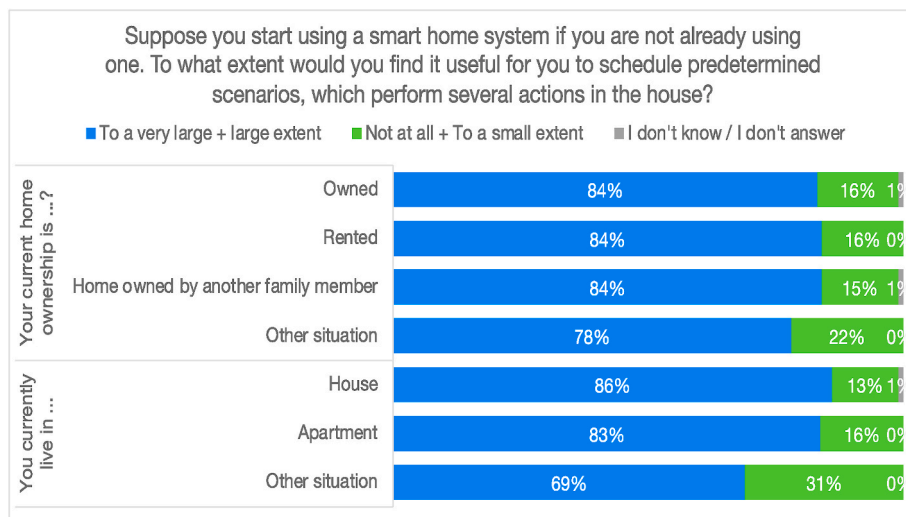 Suppose you start using a smart home system if you are not already using
one. To what extent would you find it useful for you to schedule predetermined
scenarios, which perform several actions in the house?
To a very large + large extent Not at all + To a small extent I don't know / I don't answer
Your current home
ownership is ...?
Owned 84% 16% 1%
Rented 84% 16% 0%
Home owned by another family member 84% 15% 1%
Other situation 78% 22% 0%
You currently
live in ...
House 86% 13% 1%
Apartment 83% 16% 0%
Other situation 69% 31% 0%